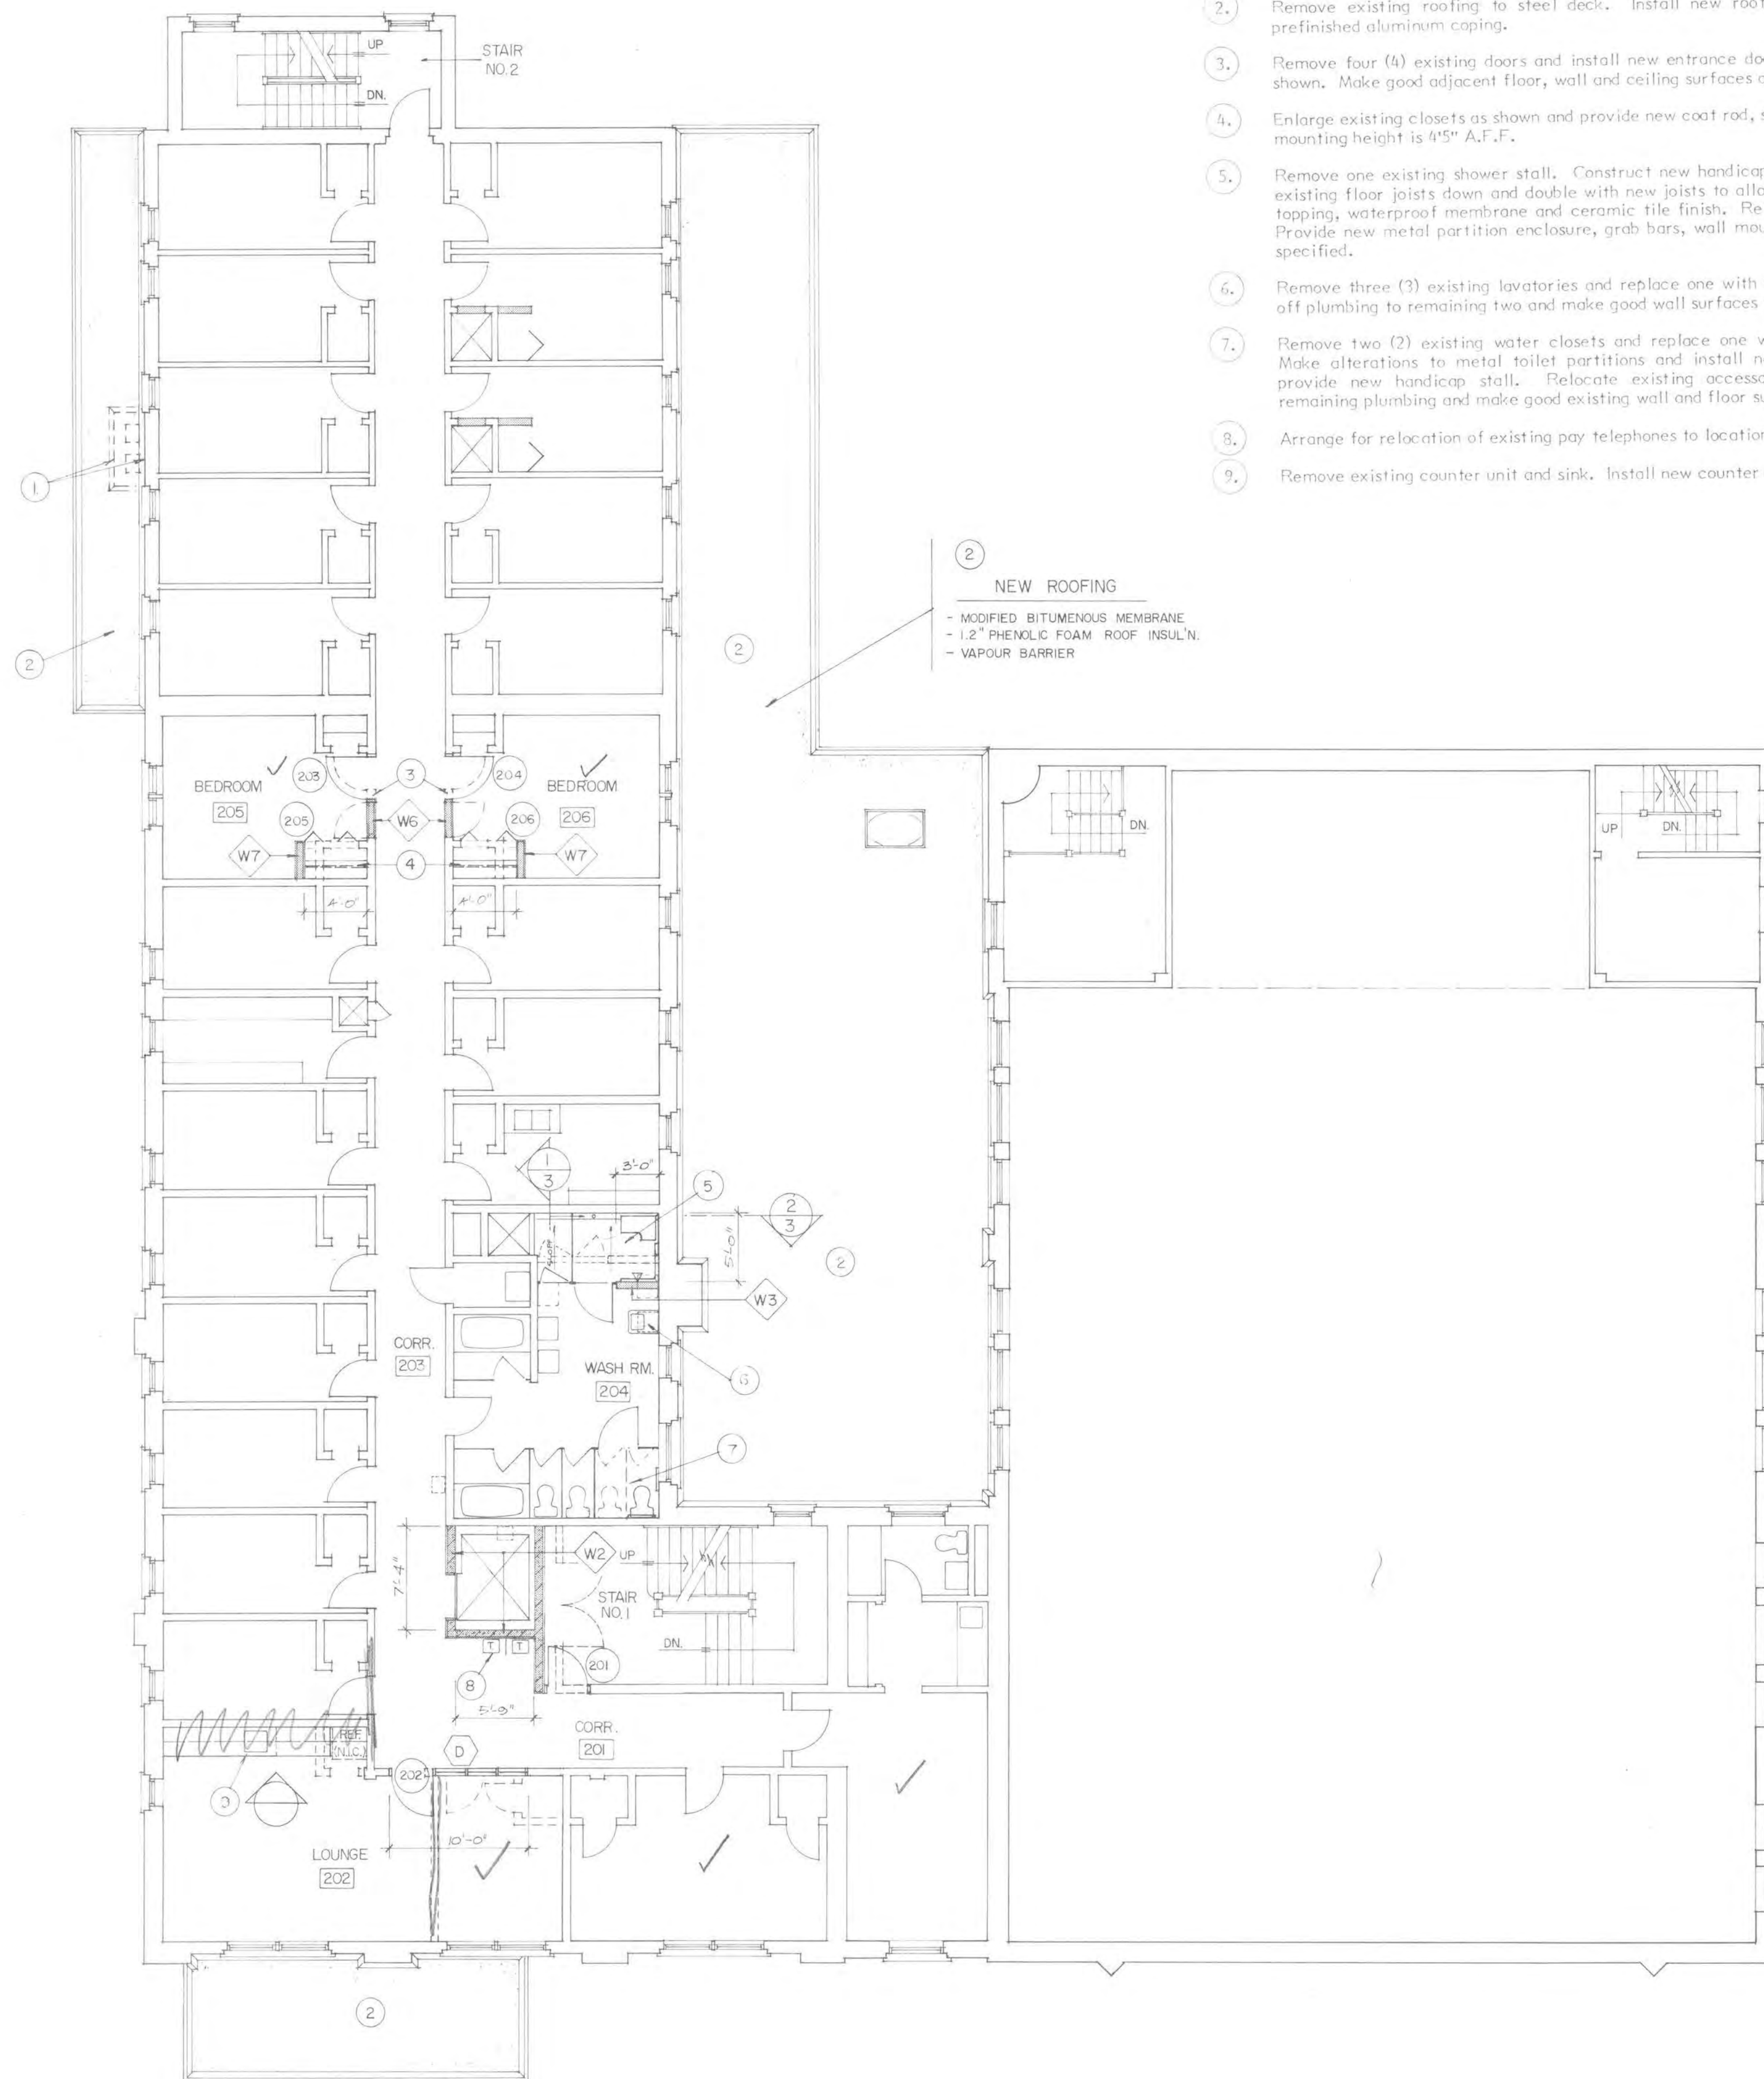 2. Remove existing roofing to steel deck. Install new roof
prefinished aluminum coping.
3. Remove four (4) existing doors and install new entrance do
shown. Make good adjacent floor, wall and ceiling surfaces
4. Enlarge existing closets as shown and provide new coat rod,
mounting height is 4'5" A.F.F.
5. Remove one existing shower stall. Construct new handicap
existing floor joists down and double with new joists to allo
topping, waterproof membrane and ceramic tile finish. Re
Provide new metal partition enclosure, grab bars, wall mou
specified.
6. Remove three (3) existing lavatories and replace one with
off plumbing to remaining two and make good wall surfaces
7. Remove two (2) existing water closets and replace one
Make alterations to metal toilet partitions and install
provide new handicap stall. Relocate existing accesso
remaining plumbing and make good existing wall and floor su
8. Arrange for relocation of existing pay telephones to location
9. Remove existing counter unit and sink. Install new counter
UP
STAIR
NO.2
DN.
1
2
2
NEW ROOFING
- MODIFIED BITUMENOUS MEMBRANE
- 1.2" PHENOLIC FOAM ROOF INSUL'N.
- VAPOUR BARRIER
2
BEDROOM
205
203
3
204
BEDROOM
206
205
W6
206
W7
4
W7
4'-0"
4'-0"
DN.
UP
DN.
1
3
3'-0"
5
2
3
SLOPE
5'-0"
2
W3
CORR.
203
WASH RM.
204
6
7
7'-4"
W2
UP
STAIR
NO.1
DN.
T
T
201
8
5'-9"
REF.
(N.I.C.)
D
CORR.
201
202
9
10'-0"
LOUNGE
202
2